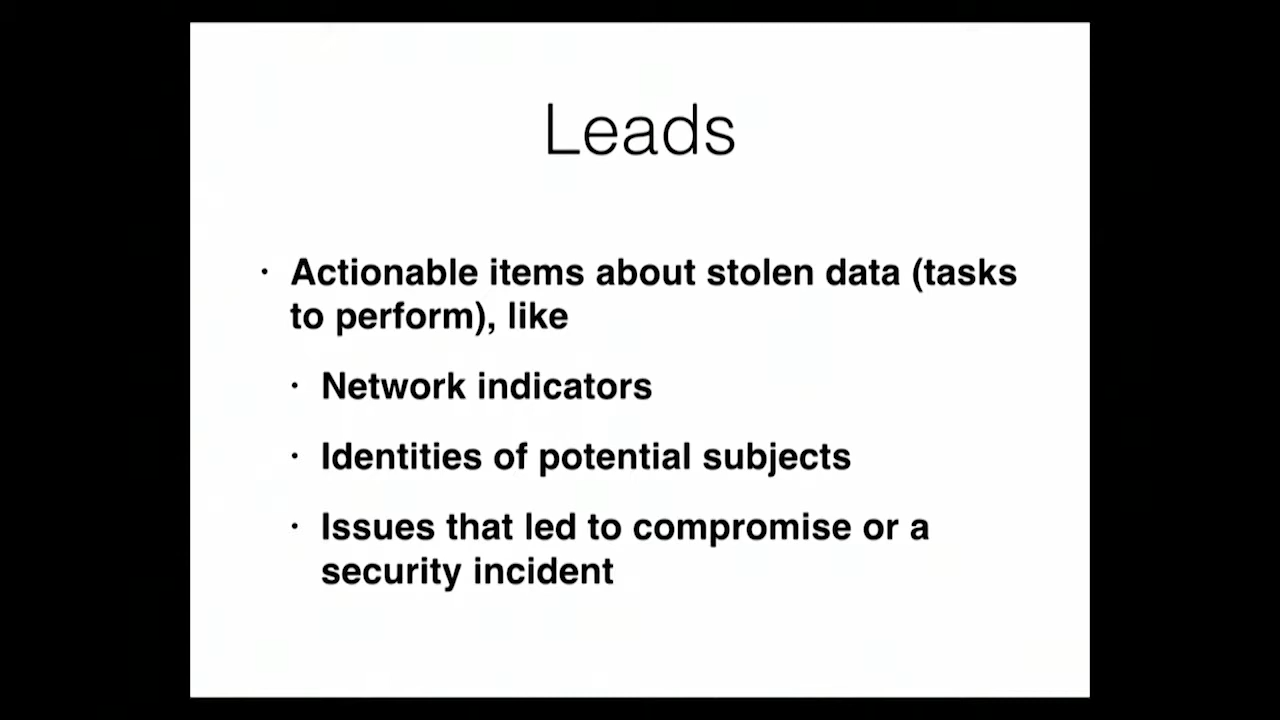 Leads
· Actionable items about stolen data (tasks
to perform), like
· Network indicators
· Identities of potential subjects
· Issues that led to compromise or a
security incident